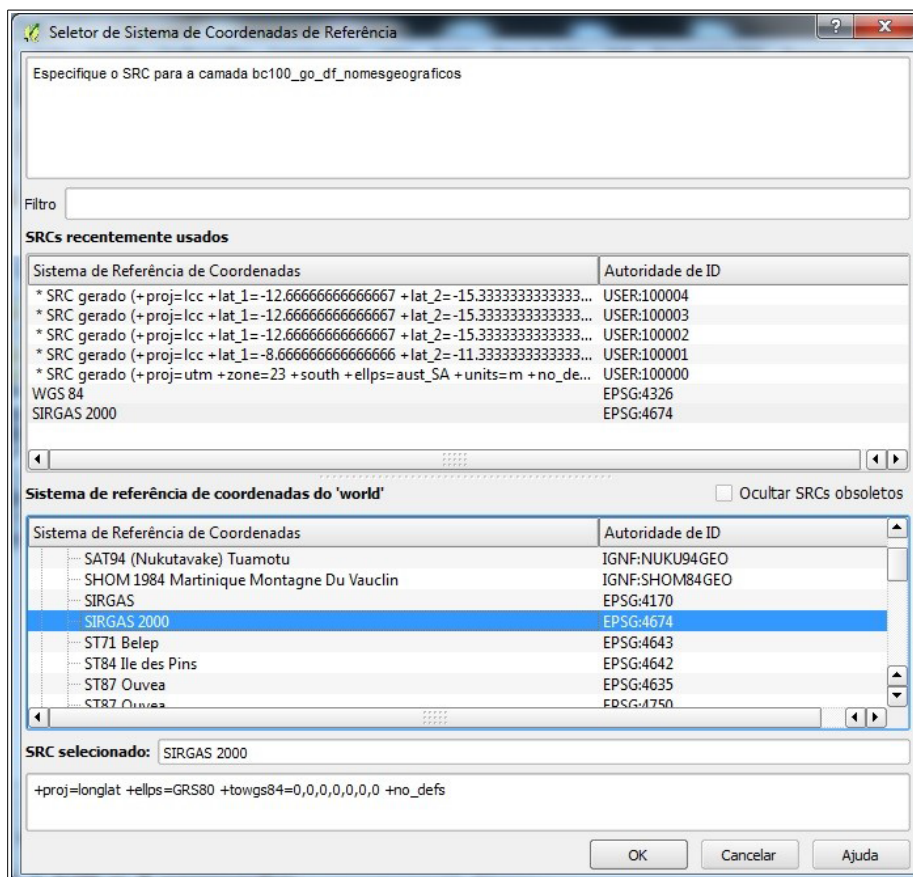 Seletor de Sistema de Coordenadas de Referência
Especifique o SRC para a camada bc100_go_df_nomesgeograficos
Filtro
SRCs recentemente usados
Sistema de Referência de Coordenadas Autoridade de ID
* SRC gerado (+proj=lcc +lat_1=-12.66666666666667 +lat_2=-15.3333333333333... USER:100004
* SRC gerado (+proj=lcc +lat_1=-12.66666666666667 +lat_2=-15.3333333333333... USER:100003
* SRC gerado (+proj=lcc +lat_1=-12.66666666666667 +lat_2=-15.3333333333333... USER:100002
* SRC gerado (+proj=lcc +lat_1=-8.666666666666666 +lat_2=-11.3333333333333... USER:100001
* SRC gerado (+proj=utm +zone=23 +south +ellps=aust_SA +units=m +no_de... USER:100000
WGS 84 EPSG:4326
SIRGAS 2000 EPSG:4674
Sistema de referência de coordenadas do 'world' Ocultar SRCs obsoletos
Sistema de Referência de Coordenadas Autoridade de ID
SAT94 (Nukutavake) Tuamotu IGNF:NUKU94GEO
SHOM 1984 Martinique Montagne Du Vauclin IGNF:SHOM84GEO
SIRGAS EPSG:4170
SIRGAS 2000 EPSG:4674
ST71 Belep EPSG:4643
ST84 Ile des Pins EPSG:4642
ST87 Ouvea EPSG:4635
ST87 Ouvea EPSG:4750
SRC selecionado: SIRGAS 2000
+proj=longlat +ellps=GRS80 +towgs84=0,0,0,0,0,0,0 +no_defs
OK Cancelar Ajuda